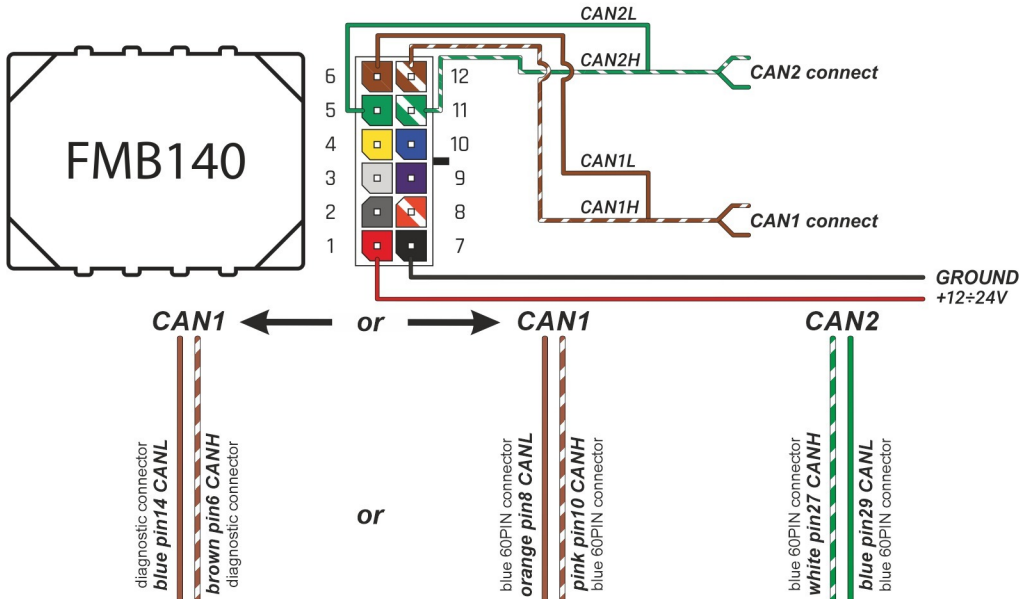 CAN2L
FMB140
6
12
CAN2H
CAN2 connect
5
11
4
10
3
9
CAN1L
2
8
CAN1H
CAN1 connect
1
7
GROUND
+12÷24V
CAN1
or
CAN1
CAN2
diagnostic connector
blue pin14 CANL
brown pin6 CANH
diagnostic connector
or
blue 60PIN connector
orange pin8 CANL
pink pin10 CANH
blue 60PIN connector
blue 60PIN connector
white pin27 CANH
blue pin29 CANL
blue 60PIN connector